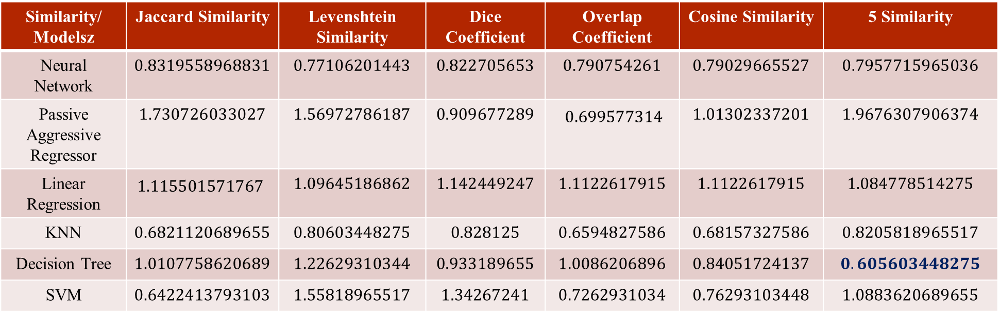 Similarity/ Jaccard Similarity Levenshtein Dice Overlap Cosine Similarity 5 Similarity
Modelsz Similarity Coefficient Coefficient
Neural 0.8319558968831 0.77106201443 0.822705653 0.790754261 0.79029665527 0.7957715965036
Network
Passive 1.730726033027 1.56972786187 0.909677289 0.699577314 1.01302337201 1.9676307906374
Aggressive
Regressor
Linear 1.115501571767 1.09645186862 1.142449247 1.1122617915 1.1122617915 1.084778514275
Regression
KNN 0.6821120689655 0.80603448275 0.828125 0.6594827586 0.68157327586 0.8205818965517
Decision Tree 1.0107758620689 1.22629310344 0.933189655 1.0086206896 0.84051724137 0.605603448275
SVM 0.6422413793103 1.55818965517 1.34267241 0.7262931034 0.76293103448 1.0883620689655